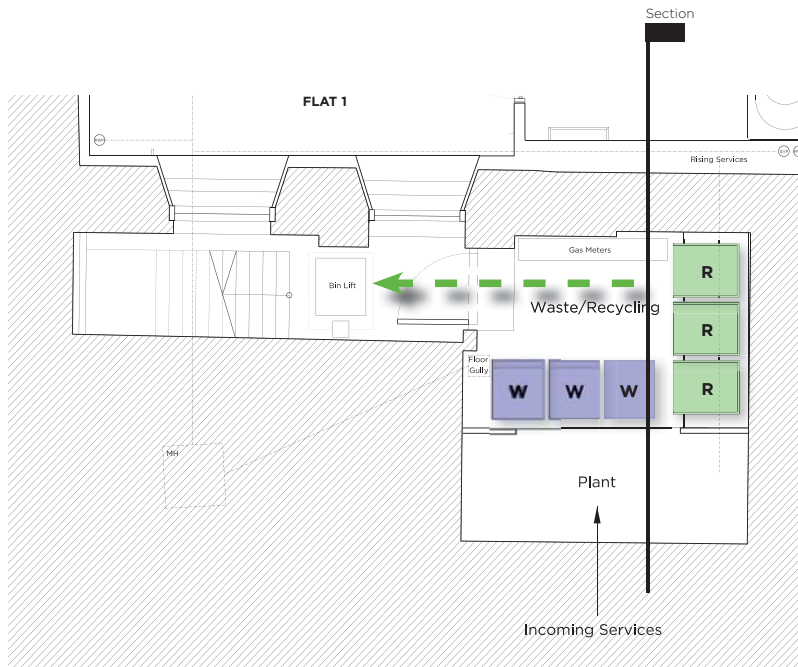 Section
FLAT 1
Rising Services
Gas Meters
R
Bin Lift
Waste/Recycling
R
Floor
Gully
W
W
W
R
MH
Plant
Incoming Services